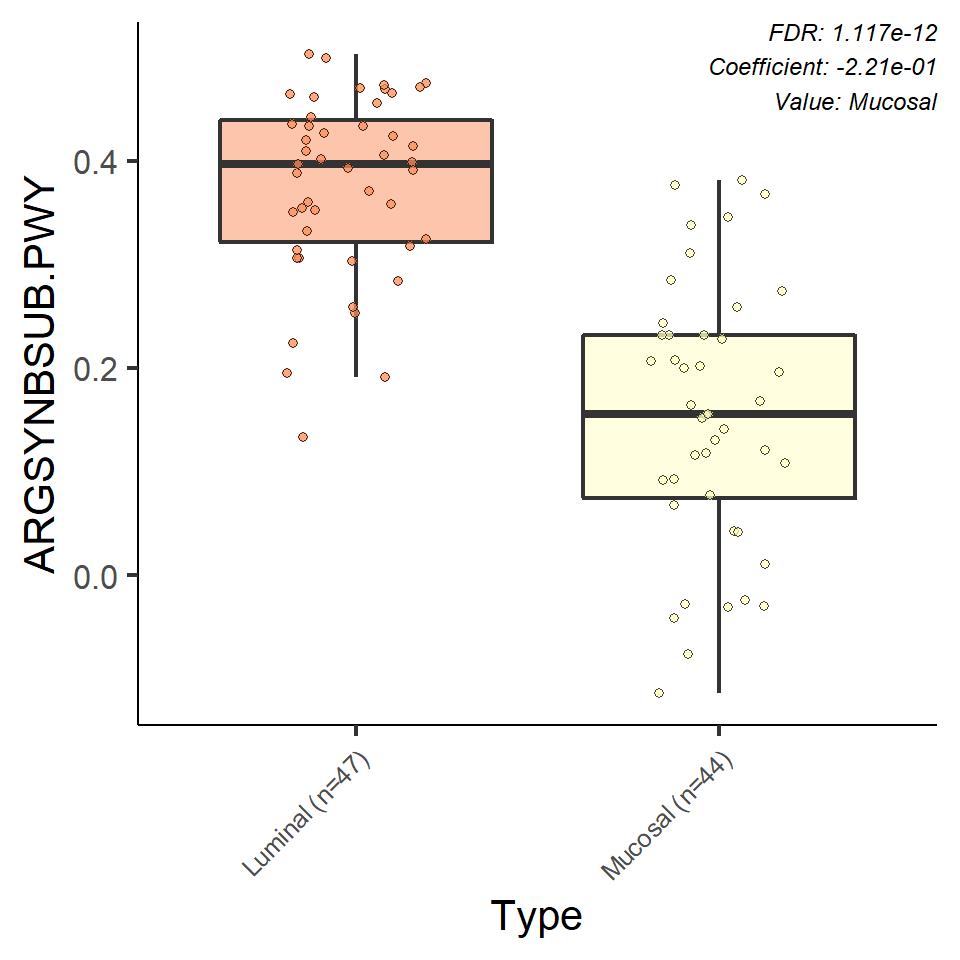 FDR: 1.117e-12
Coefficient: -2.21e-01
Value: Mucosal
ARGSYNBSUB.PWY
0.4
0.2
0.0
Luminal (n=47)
Mucosal (n=44)
Type